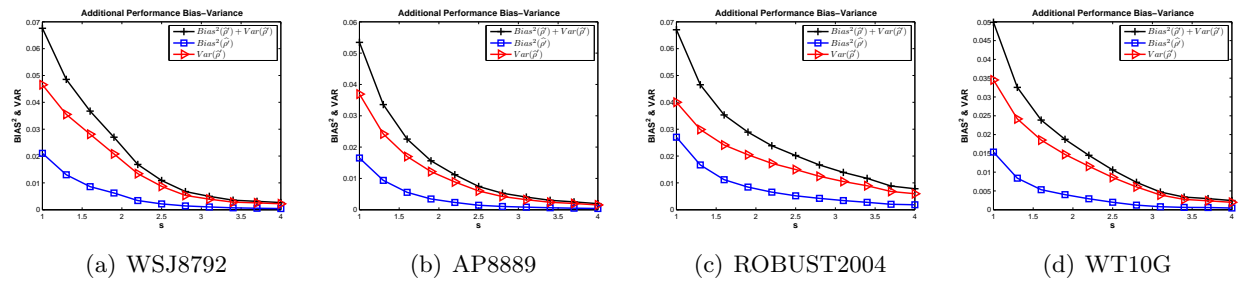 Additional Performance Bias−Variance
0.07
0.06
0.05
0.04
0.03
0.02
0.01
0
BIAS² & VAR
1 1.5 2 2.5 3 3.5 4
s
Bias²(ρ̂′) + Var(ρ̂′)
Bias²(ρ̂′)
Var(ρ̂′)
(a) WSJ8792
Additional Performance Bias−Variance
0.06
0.05
0.04
0.03
0.02
0.01
0
BIAS² & VAR
1 1.5 2 2.5 3 3.5 4
s
Bias²(ρ̂′) + Var(ρ̂′)
Bias²(ρ̂′)
Var(ρ̂′)
(b) AP8889
Additional Performance Bias−Variance
0.07
0.06
0.05
0.04
0.03
0.02
0.01
0
BIAS² & VAR
1 1.5 2 2.5 3 3.5 4
s
Bias²(ρ̂′) + Var(ρ̂′)
Bias²(ρ̂′)
Var(ρ̂′)
(c) ROBUST2004
Additional Performance Bias−Variance
0.05
0.045
0.04
0.035
0.03
0.025
0.02
0.015
0.01
0.005
0
BIAS² & VAR
1 1.5 2 2.5 3 3.5 4
s
Bias²(ρ̂′) + Var(ρ̂′)
Bias²(ρ̂′)
Var(ρ̂′)
(d) WT10G